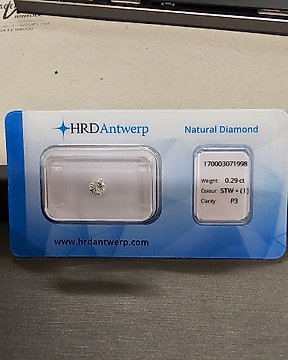 HRDAntwerp
Natural Diamond
170003071998
Weight: 0.29 ct
Colour: STW + (I)
Clarity P3
www.hrdantwerp.com